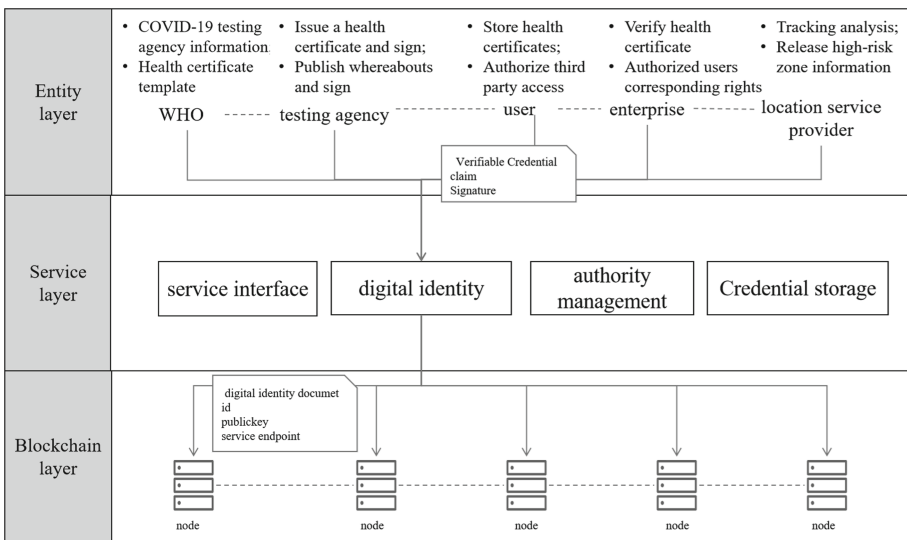 Entity
layer
• COVID-19 testing
agency information
• Health certificate
template
WHO
• Issue a health
certificate and sign;
• Publish whereabouts
and sign
testing agency
• Store health
certificates;
• Authorize third
party access
user
• Verify health
certificate
• Authorized users
corresponding rights
enterprise
• Tracking analysis;
• Release high-risk
zone information
location service
provider
Verifiable Credential
claim
Signature
Service
layer
service interface
digital identity
authority
management
Credential storage
Blockchain
layer
digital identity documet
id
publickey
service endpoint
node
node
node
node
node